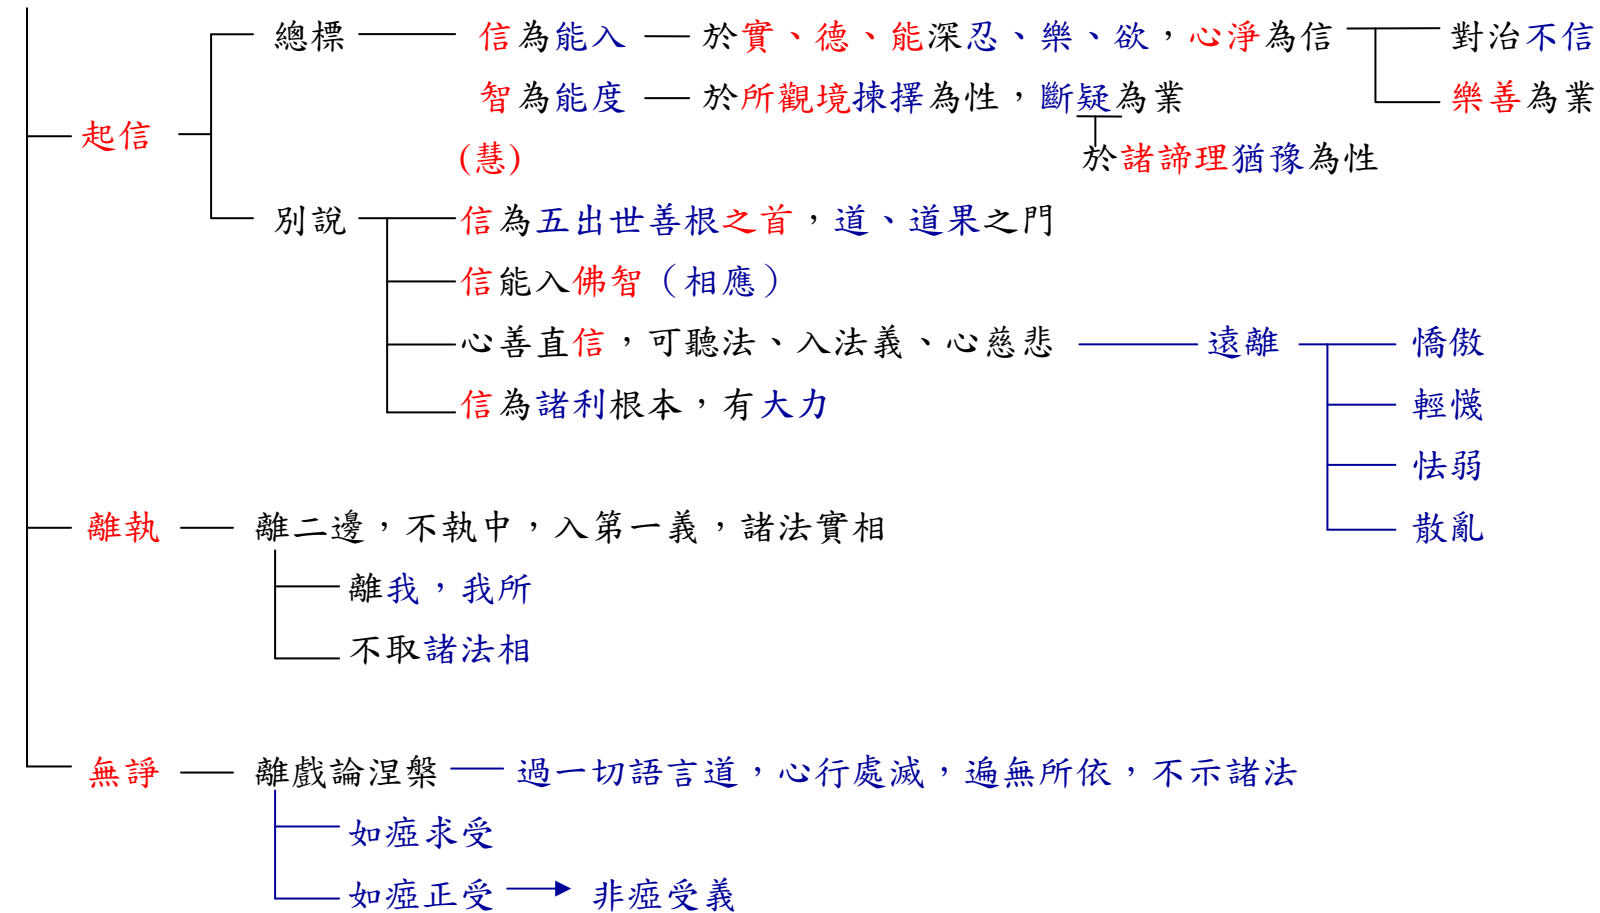 總標 信為能入 於實、德、能深忍、樂、欲，心淨為信 對治不信
智為能度 於所觀境揀擇為性，斷疑為業 樂善為業
起信
(慧) 於諸諦理猶豫為性
別說 信為五出世善根之首，道、道果之門
信能入佛智（相應）
心善直信，可聽法、入法義、心慈悲 遠離 憍傲
信為諸利根本，有大力 輕懱
怯弱
離執 離二邊，不執中，入第一義，諸法實相 散亂
離我，我所
不取諸法相
無諍 離戲論涅槃 過一切語言道，心行處滅，遍無所依，不示諸法
如瘂求受
如瘂正受 非瘂受義